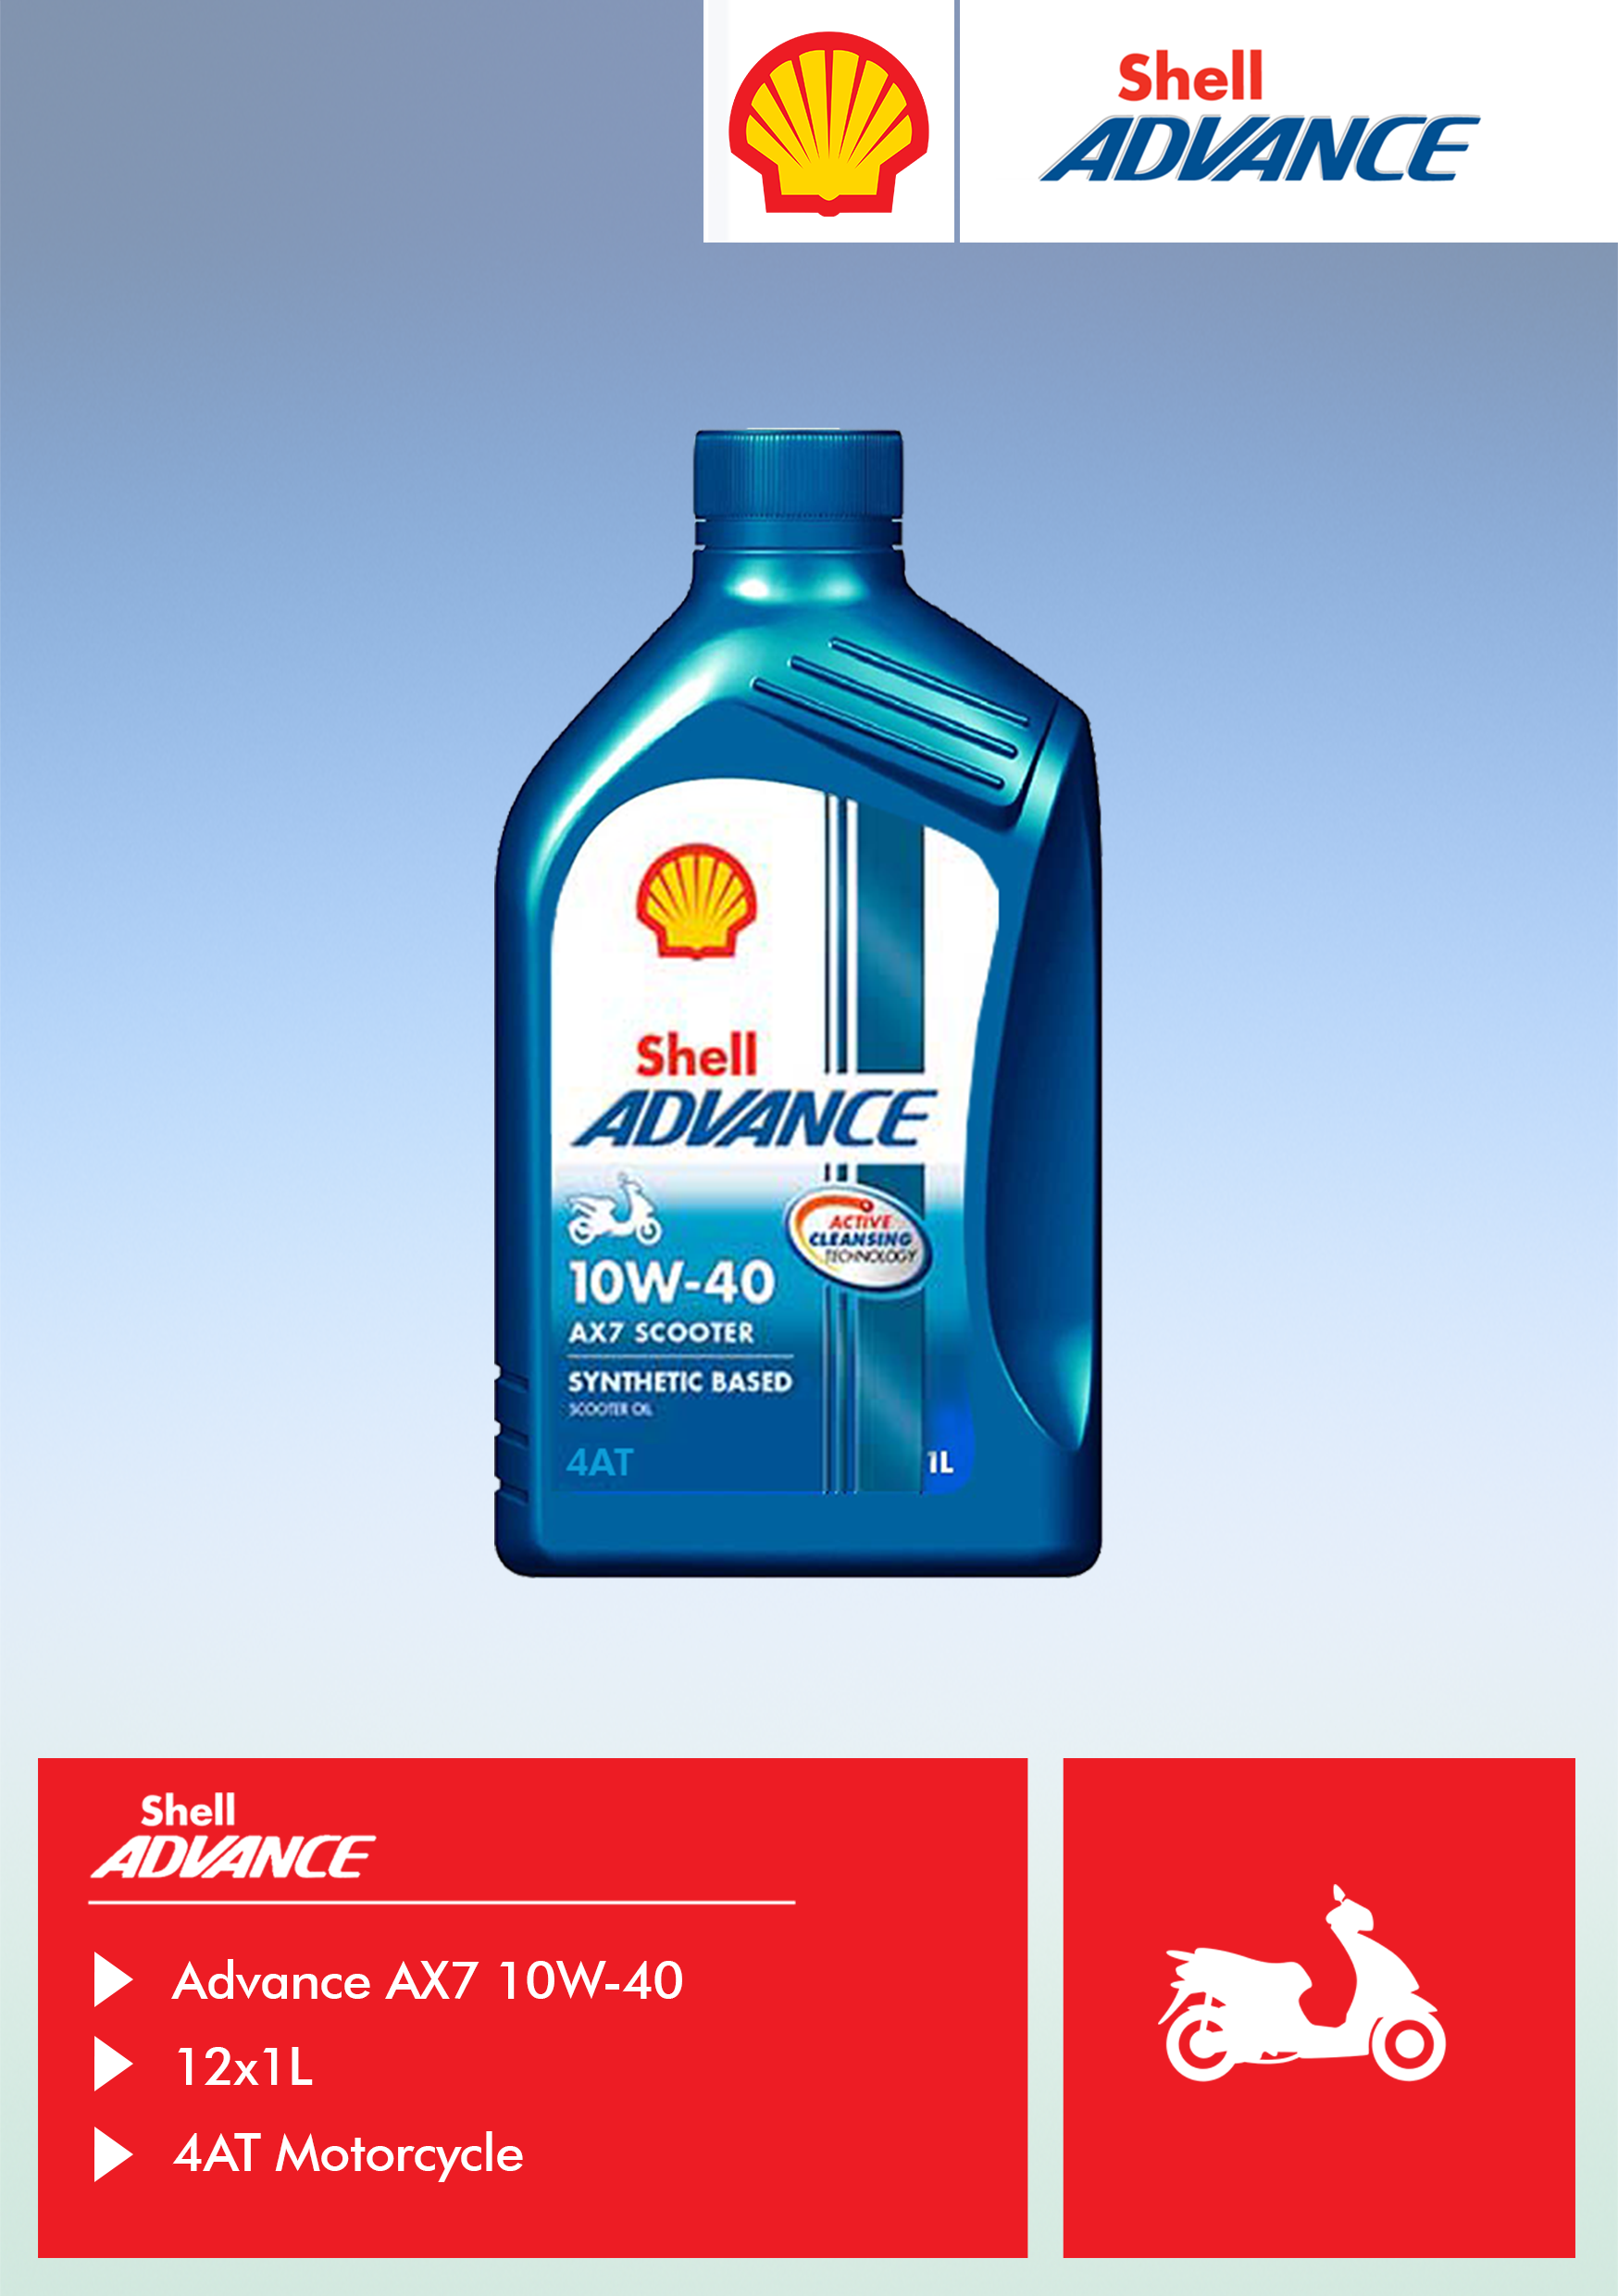 Shell
ADVANCE
Shell
ADVANCE
ACTIVE
CLEANSING
TECHNOLOGY
10W-40
AX7 SCOOTER
SYNTHETIC BASED
SCOOTER OIL
4AT
1L
Shell
ADVANCE
Advance AX7 10W-40
12x1L
4AT Motorcycle